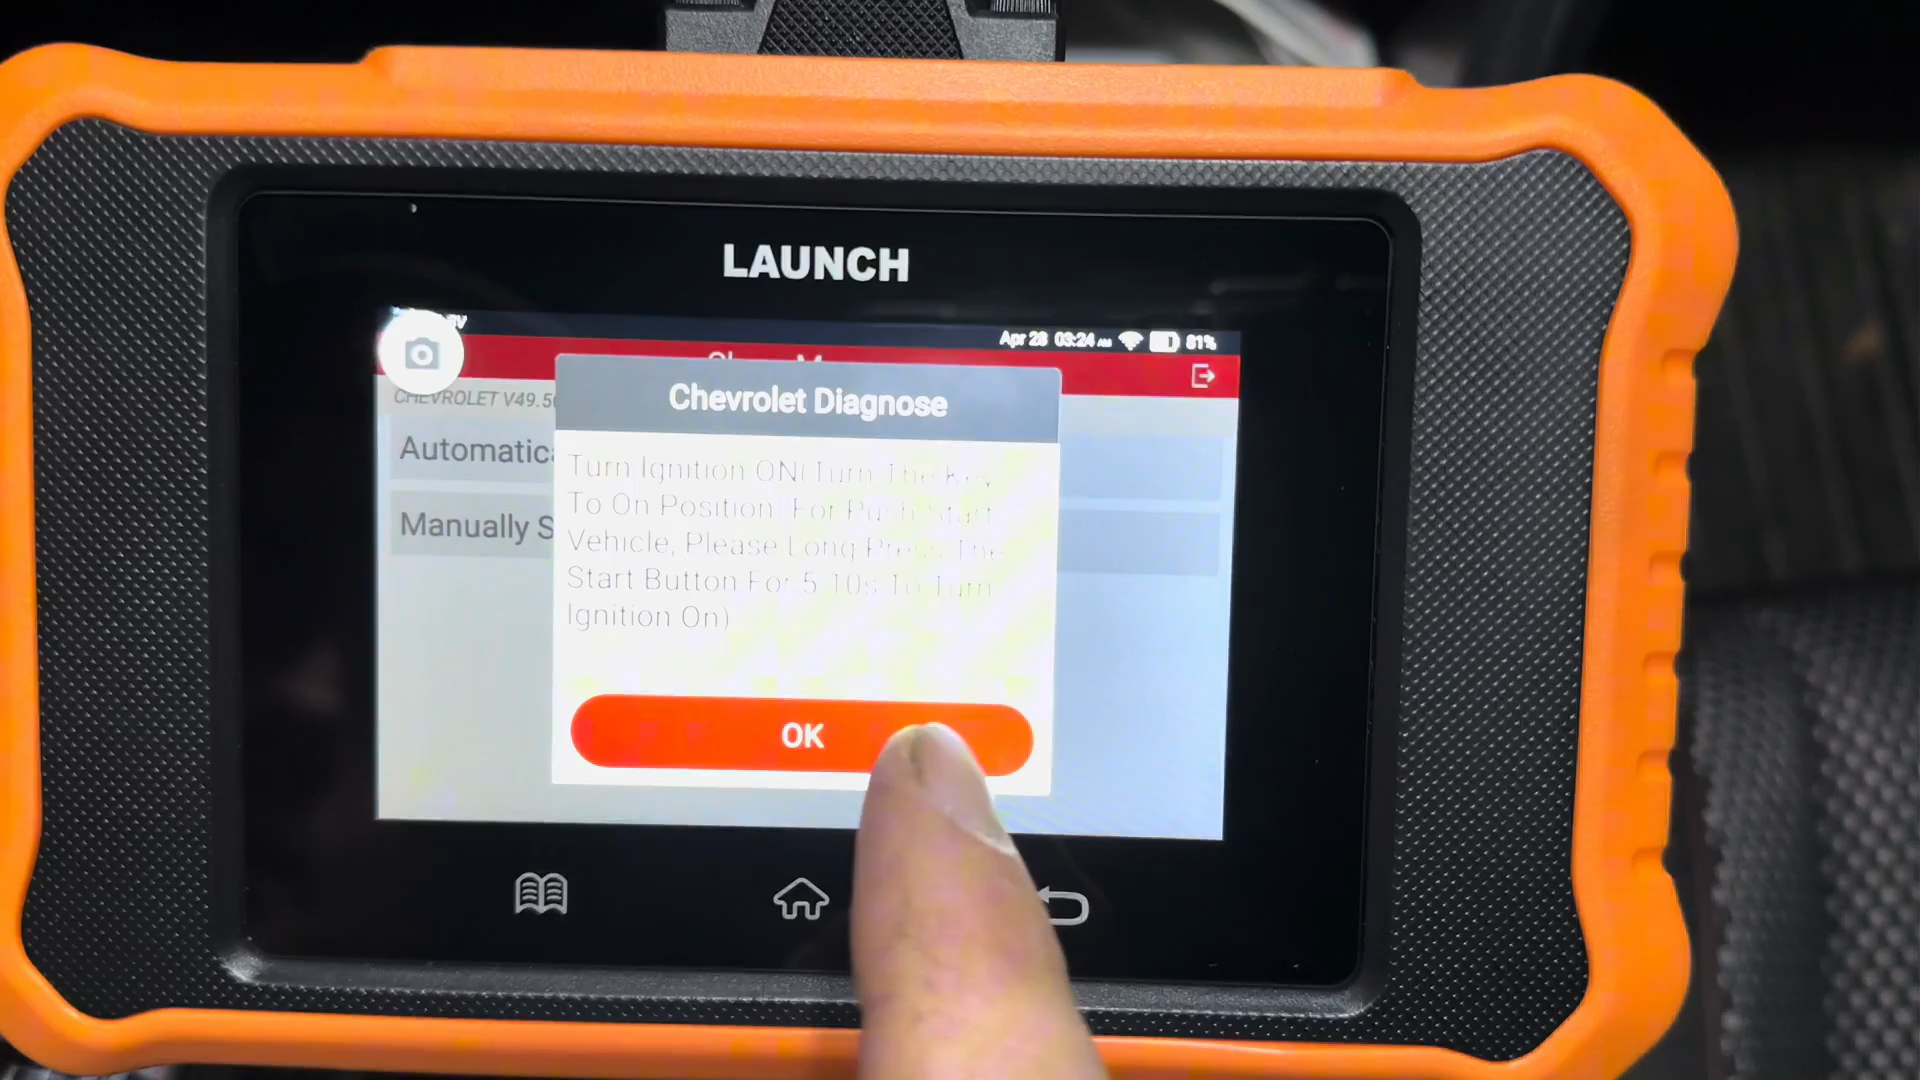 LAUNCH
Apr 28 03:24 AM 81%
CHEVROLET V49.5
Chevrolet Diagnose
Automatica
Manually S
Turn Ignition ON(Turn The Key
To On Position. For Push Start
Vehicle, Please Long Press The
Start Button For 5-10s To Turn
Ignition On)
OK